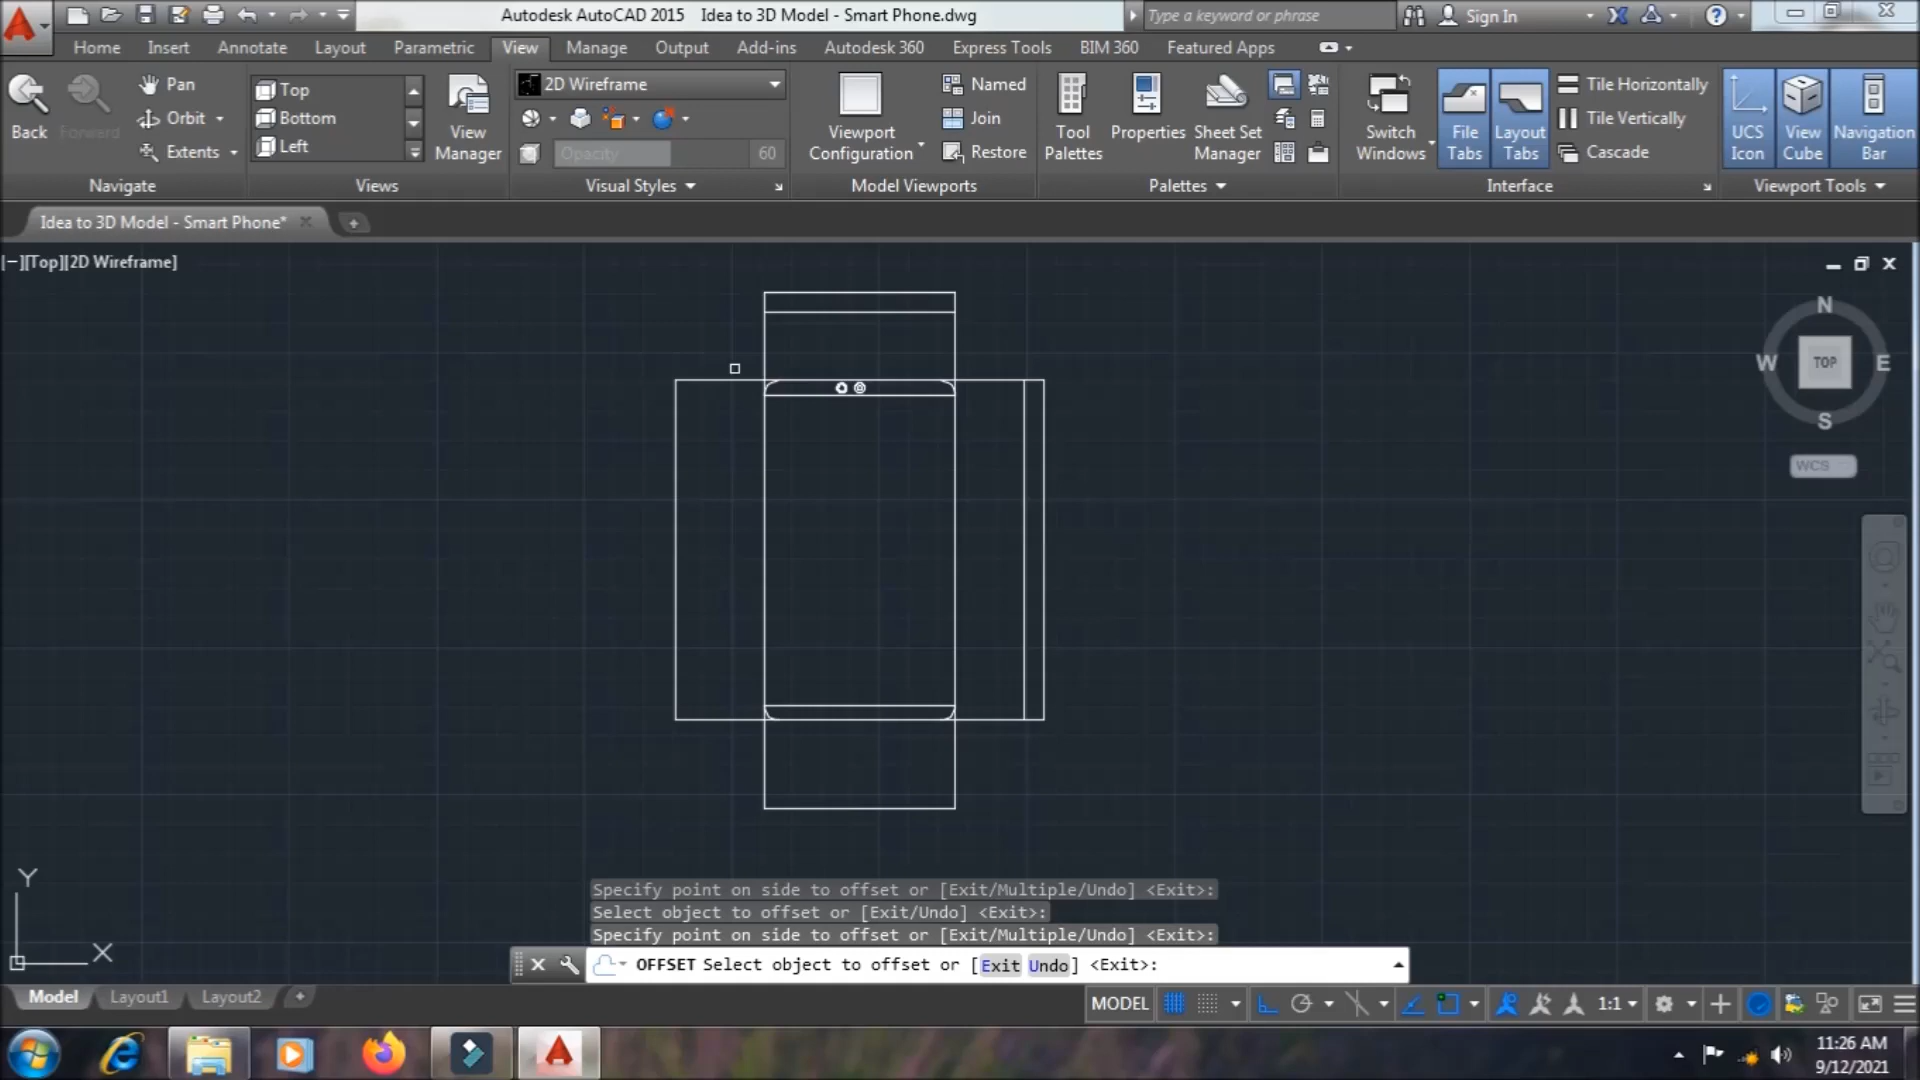 Autodesk AutoCAD 2015 Idea to 3D Model - Smart Phone.dwg
Type a keyword or phrase
Sign In
Home Insert Annotate Layout Parametric View Manage Output Add-ins Autodesk 360 Express Tools BIM 360 Featured Apps
Back
Forward
Pan
Orbit
Extents
Navigate
Top
Bottom
Left
View
Manager
Views
2D Wireframe
Opacity 60
Visual Styles
Viewport
Configuration
Named
Join
Restore
Model Viewports
Tool
Palettes
Properties
Sheet Set
Manager
Palettes
Switch
Windows
File
Tabs
Layout
Tabs
Tile Horizontally
Tile Vertically
Cascade
Interface
UCS
Icon
View
Cube
Navigation
Bar
Viewport Tools
Idea to 3D Model - Smart Phone*
[−][Top][2D Wireframe]
N
W TOP E
S
WCS
Y
X
Specify point on side to offset or [Exit/Multiple/Undo] <Exit>:
Select object to offset or [Exit/Undo] <Exit>:
Specify point on side to offset or [Exit/Multiple/Undo] <Exit>:
OFFSET Select object to offset or [Exit Undo] <Exit>:
Model Layout1 Layout2
MODEL 1:1
11:26 AM
9/12/2021